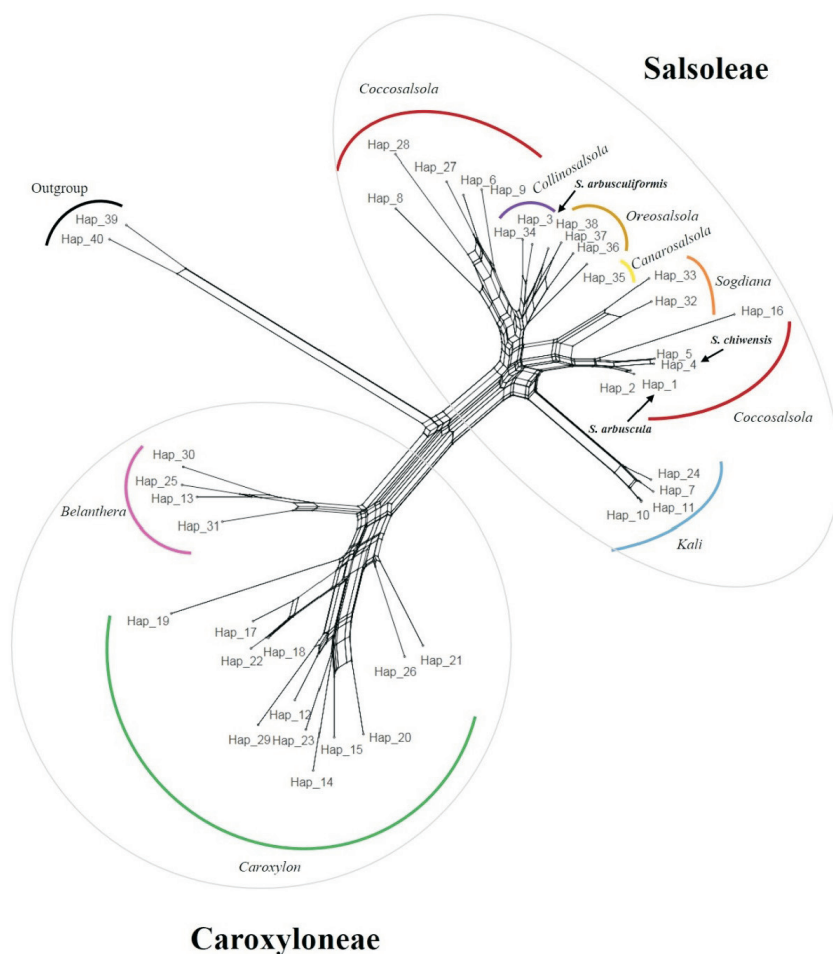 Salsoleae
Coccosalsola
Hap_28
Hap_27
Hap_6
Hap_9
Hap_8
Collinosalsola
S. arbusculiformis
Hap_3
Hap_38
Oreosalsola
Hap_34
Hap_37
Hap_36
Canarosalsola
Hap_35
Hap_33
Sogdiana
Hap_32
Hap_16
Hap_5
S. chiwensis
Hap_4
Hap_2
Hap_1
S. arbuscula
Coccosalsola
Hap_24
Hap_7
Hap_11
Hap_10
Kali
Outgroup
Hap_39
Hap_40
Hap_30
Hap_25
Hap_13
Belanthera
Hap_31
Hap_19
Hap_17
Hap_18
Hap_22
Hap_21
Hap_26
Hap_12
Hap_29
Hap_23
Hap_15
Hap_20
Hap_14
Caroxylon
Caroxyloneae